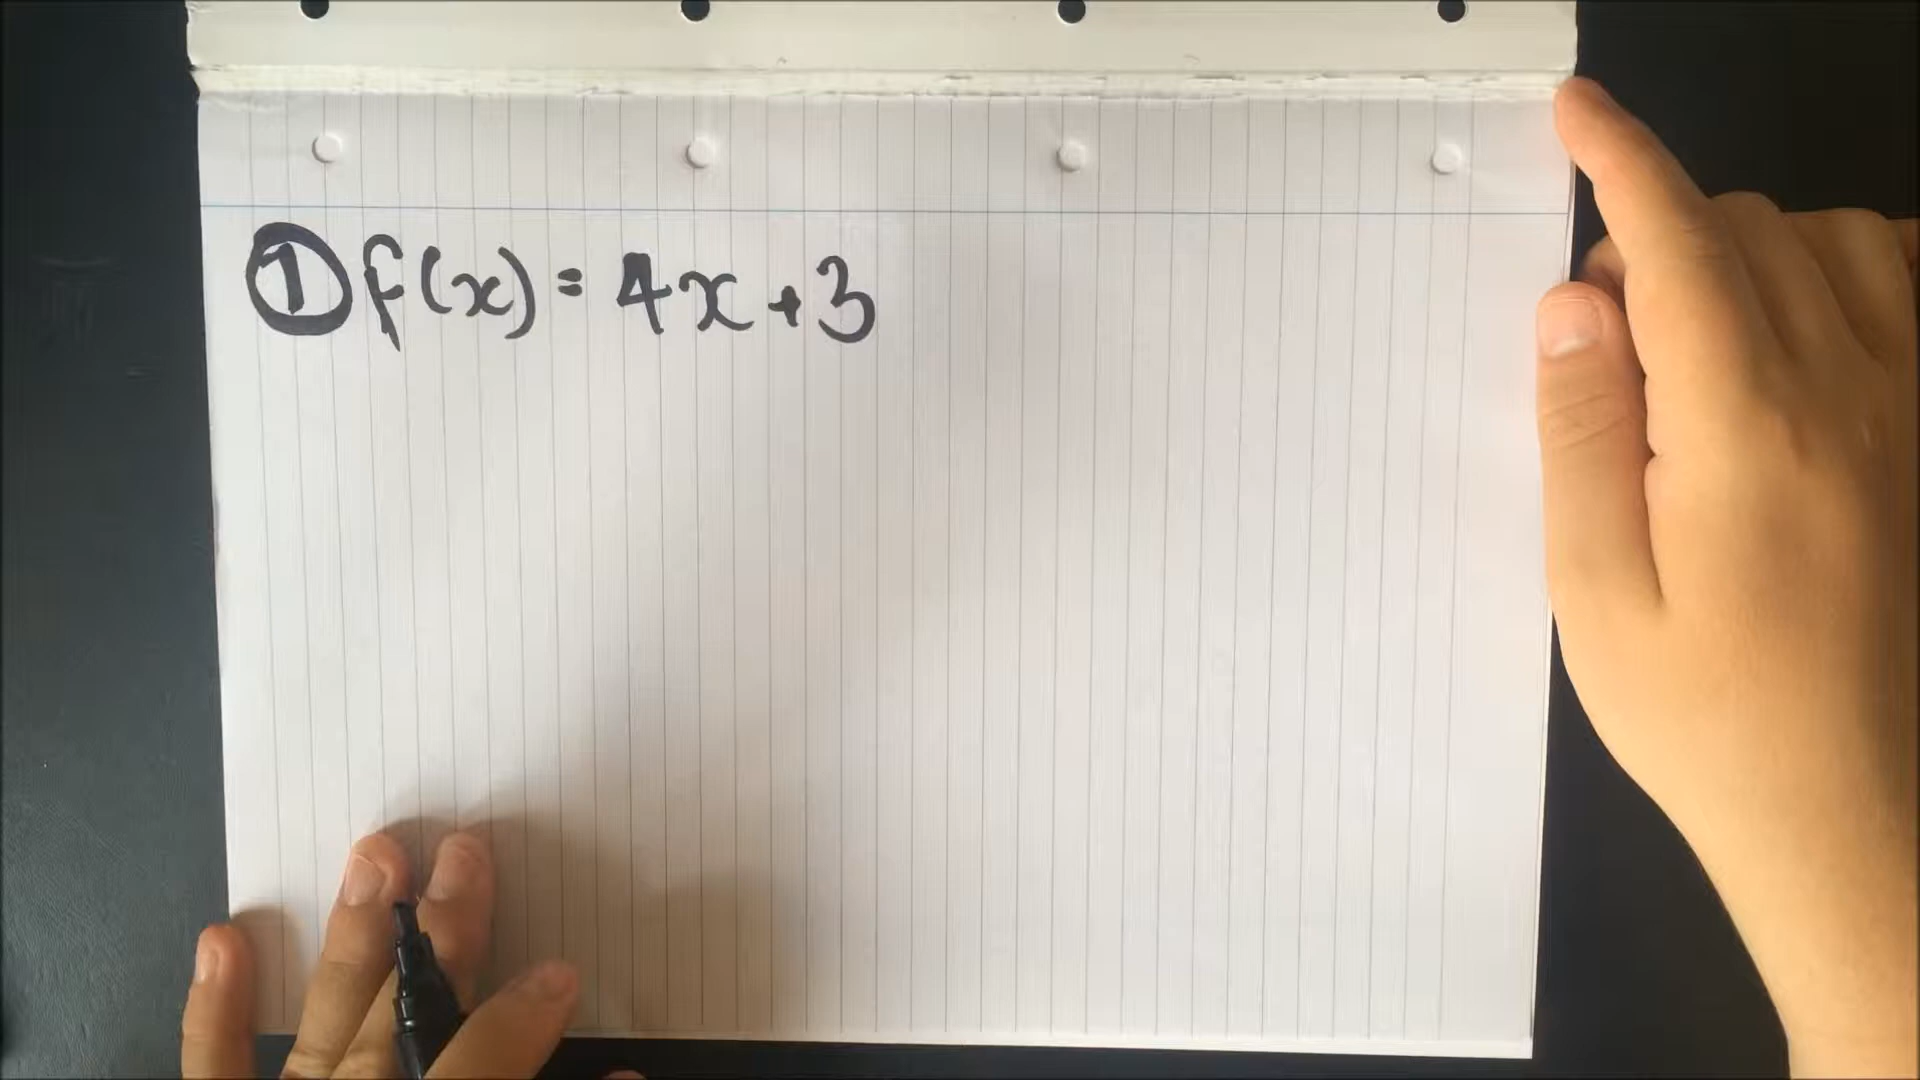 ① f(x) = 4x + 3